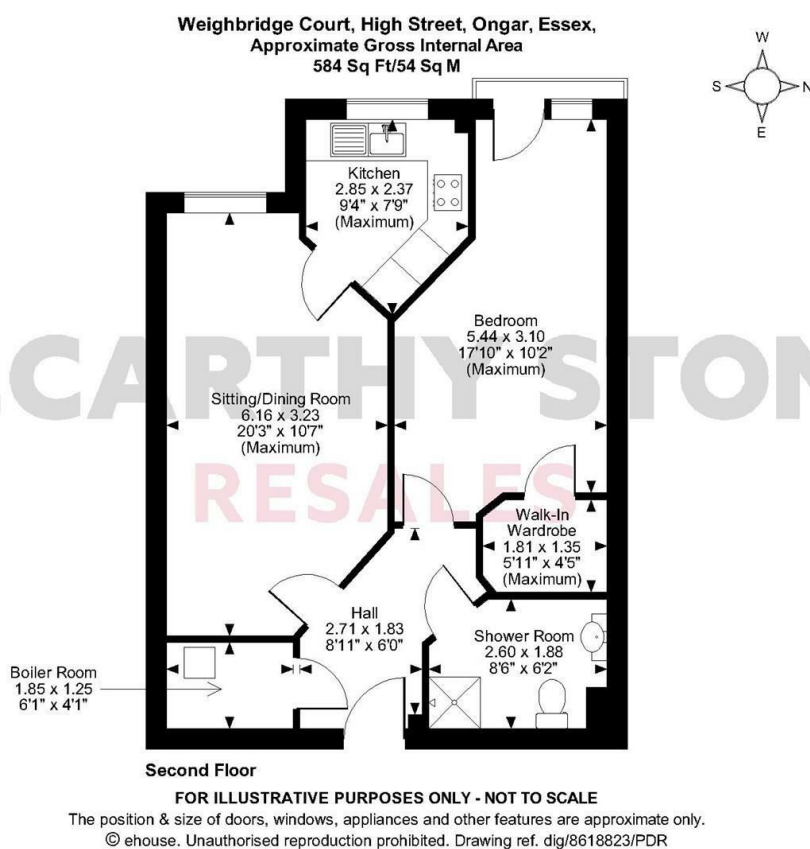 Weighbridge Court, High Street, Ongar, Essex,
Approximate Gross Internal Area
584 Sq Ft/54 Sq M
W
S
N
E
Kitchen
2.85 x 2.37
9'4" x 7'9"
(Maximum)
Bedroom
5.44 x 3.10
17'10" x 10'2"
(Maximum)
CARTHY STON
Sitting/Dining Room
6.16 x 3.23
20'3" x 10'7"
(Maximum)
RESALES
Walk-In
Wardrobe
1.81 x 1.35
5'11" x 4'5"
(Maximum)
Hall
2.71 x 1.83
8'11" x 6'0"
Shower Room
2.60 x 1.88
8'6" x 6'2"
Boiler Room
1.85 x 1.25
6'1" x 4'1"
Second Floor
FOR ILLUSTRATIVE PURPOSES ONLY - NOT TO SCALE
The position & size of doors, windows, appliances and other features are approximate only.
© ehouse. Unauthorised reproduction prohibited. Drawing ref. dig/8618823/PDR